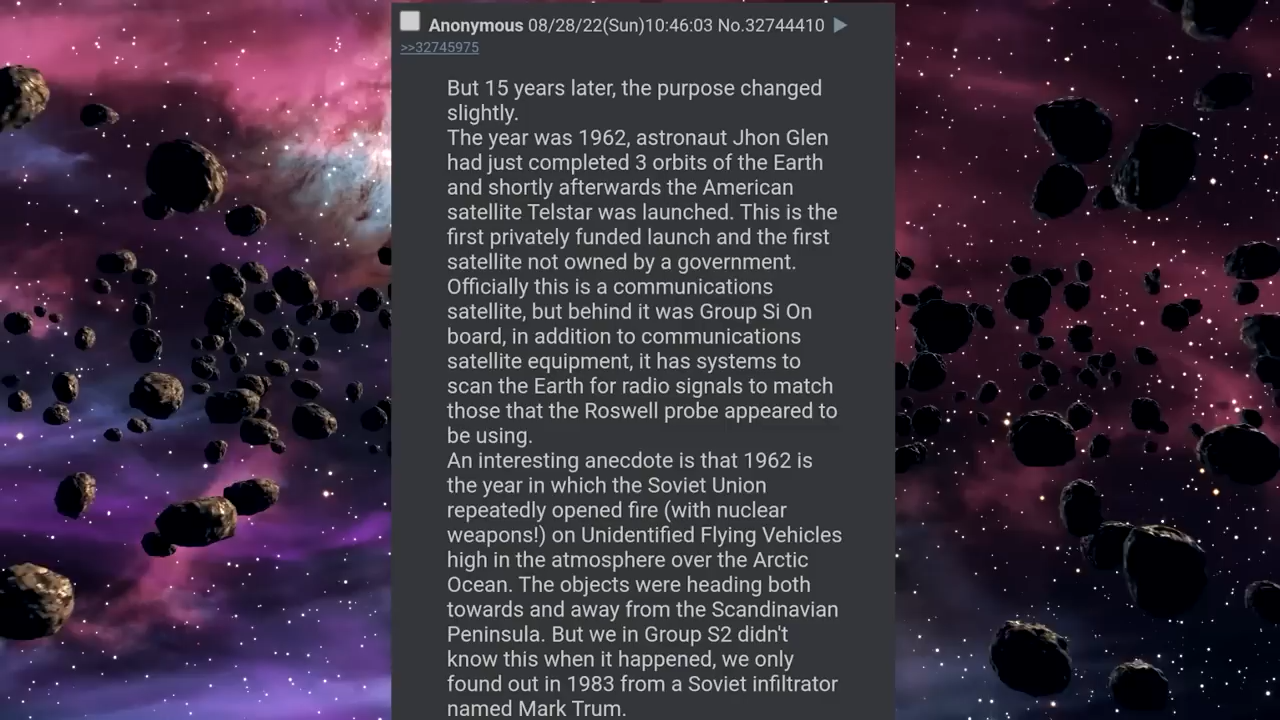 Anonymous 08/28/22(Sun)10:46:03 No.32744410 ▶
>>32745975
But 15 years later, the purpose changed
slightly.
The year was 1962, astronaut Jhon Glen
had just completed 3 orbits of the Earth
and shortly afterwards the American
satellite Telstar was launched. This is the
first privately funded launch and the first
satellite not owned by a government.
Officially this is a communications
satellite, but behind it was Group Si On
board, in addition to communications
satellite equipment, it has systems to
scan the Earth for radio signals to match
those that the Roswell probe appeared to
be using.
An interesting anecdote is that 1962 is
the year in which the Soviet Union
repeatedly opened fire (with nuclear
weapons!) on Unidentified Flying Vehicles
high in the atmosphere over the Arctic
Ocean. The objects were heading both
towards and away from the Scandinavian
Peninsula. But we in Group S2 didn't
know this when it happened, we only
found out in 1983 from a Soviet infiltrator
named Mark Trum.